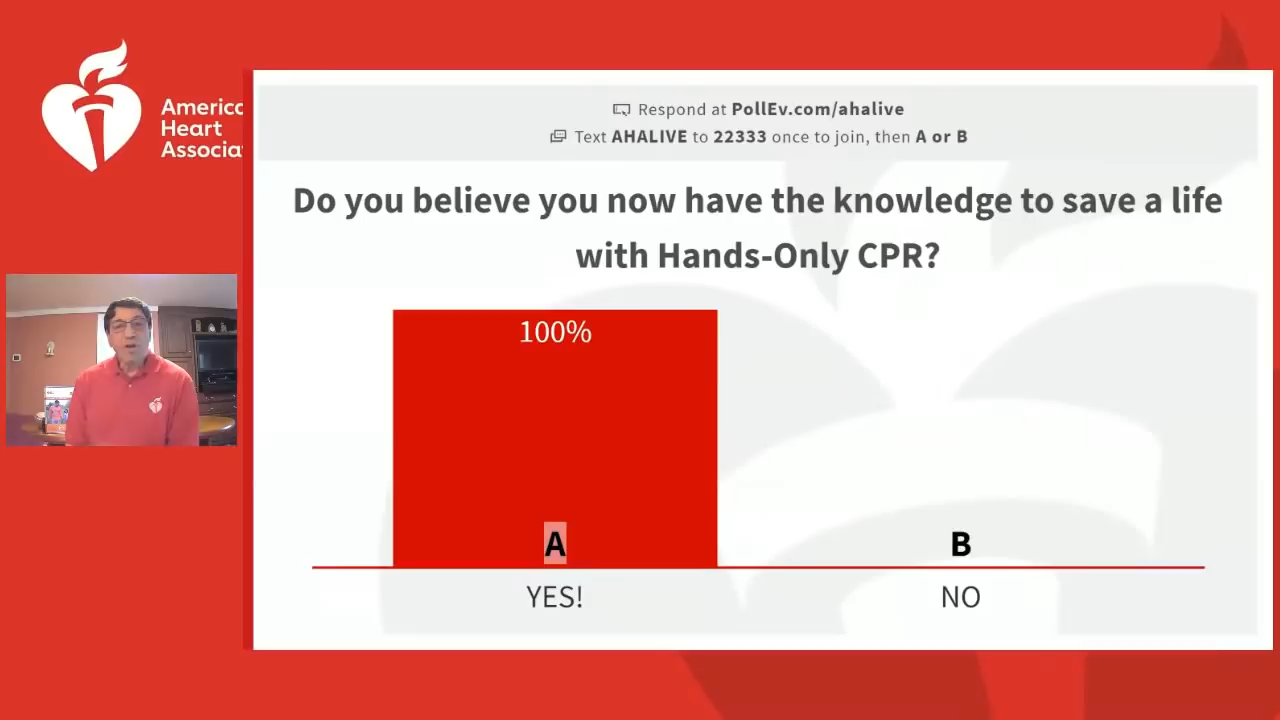 America
Heart
Associa
Respond at PollEv.com/ahalive
Text AHALIVE to 22333 once to join, then A or B
Do you believe you now have the knowledge to save a life
with Hands-Only CPR?
100%
A
B
YES!
NO